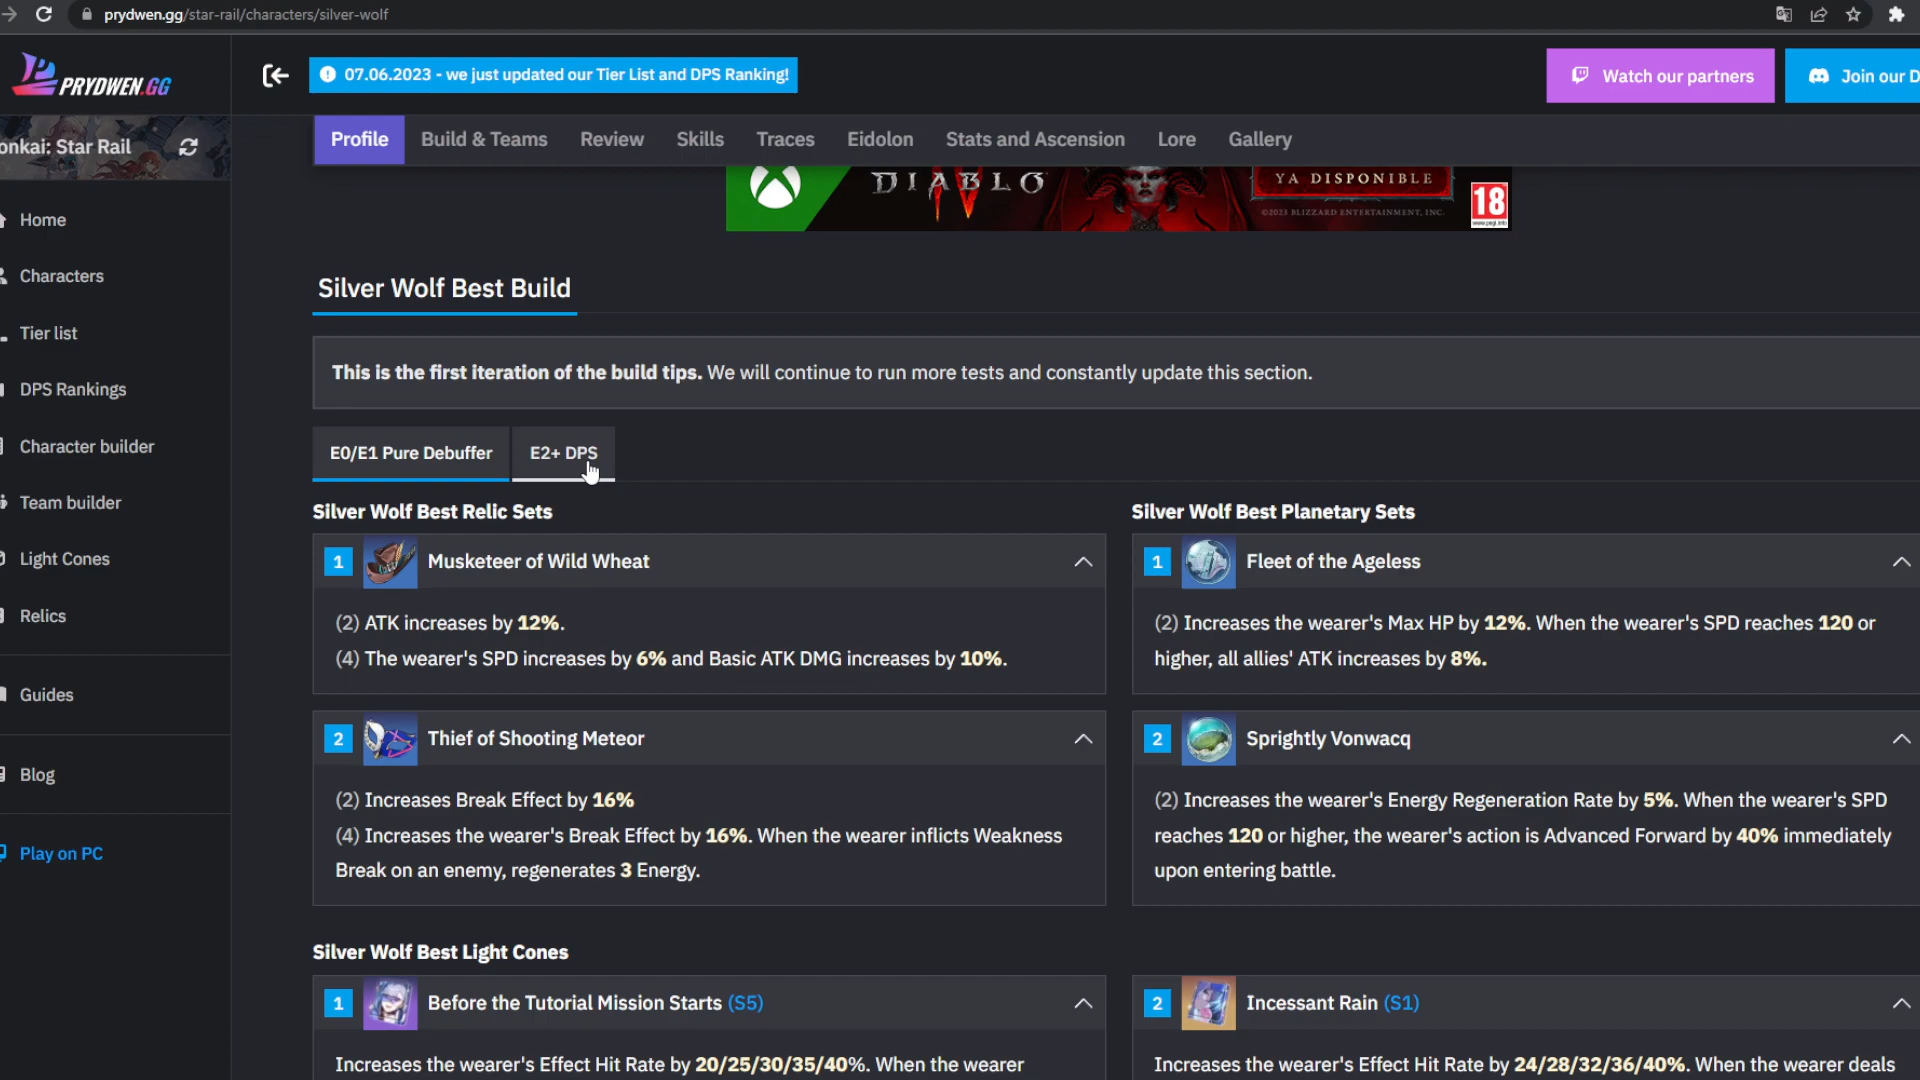 prydwen.gg/star-rail/characters/silver-wolf
PRYDWEN.GG
07.06.2023 - we just updated our Tier List and DPS Ranking!
Watch our partners
Join our D
onkai: Star Rail
Profile
Build & Teams
Review
Skills
Traces
Eidolon
Stats and Ascension
Lore
Gallery
DIABLO
IV
YA DISPONIBLE
©2023 BLIZZARD ENTERTAINMENT, INC.
18
www.pegi.info
Home
Characters
Tier list
DPS Rankings
Character builder
Team builder
Light Cones
Relics
Guides
Blog
Play on PC
Silver Wolf Best Build
This is the first iteration of the build tips. We will continue to run more tests and constantly update this section.
E0/E1 Pure Debuffer
E2+ DPS
Silver Wolf Best Relic Sets
1 Musketeer of Wild Wheat
(2) ATK increases by 12%.
(4) The wearer's SPD increases by 6% and Basic ATK DMG increases by 10%.
2 Thief of Shooting Meteor
(2) Increases Break Effect by 16%
(4) Increases the wearer's Break Effect by 16%. When the wearer inflicts Weakness
Break on an enemy, regenerates 3 Energy.
Silver Wolf Best Planetary Sets
1 Fleet of the Ageless
(2) Increases the wearer's Max HP by 12%. When the wearer's SPD reaches 120 or
higher, all allies' ATK increases by 8%.
2 Sprightly Vonwacq
(2) Increases the wearer's Energy Regeneration Rate by 5%. When the wearer's SPD
reaches 120 or higher, the wearer's action is Advanced Forward by 40% immediately
upon entering battle.
Silver Wolf Best Light Cones
1 Before the Tutorial Mission Starts (S5)
Increases the wearer's Effect Hit Rate by 20/25/30/35/40%. When the wearer
2 Incessant Rain (S1)
Increases the wearer's Effect Hit Rate by 24/28/32/36/40%. When the wearer deals